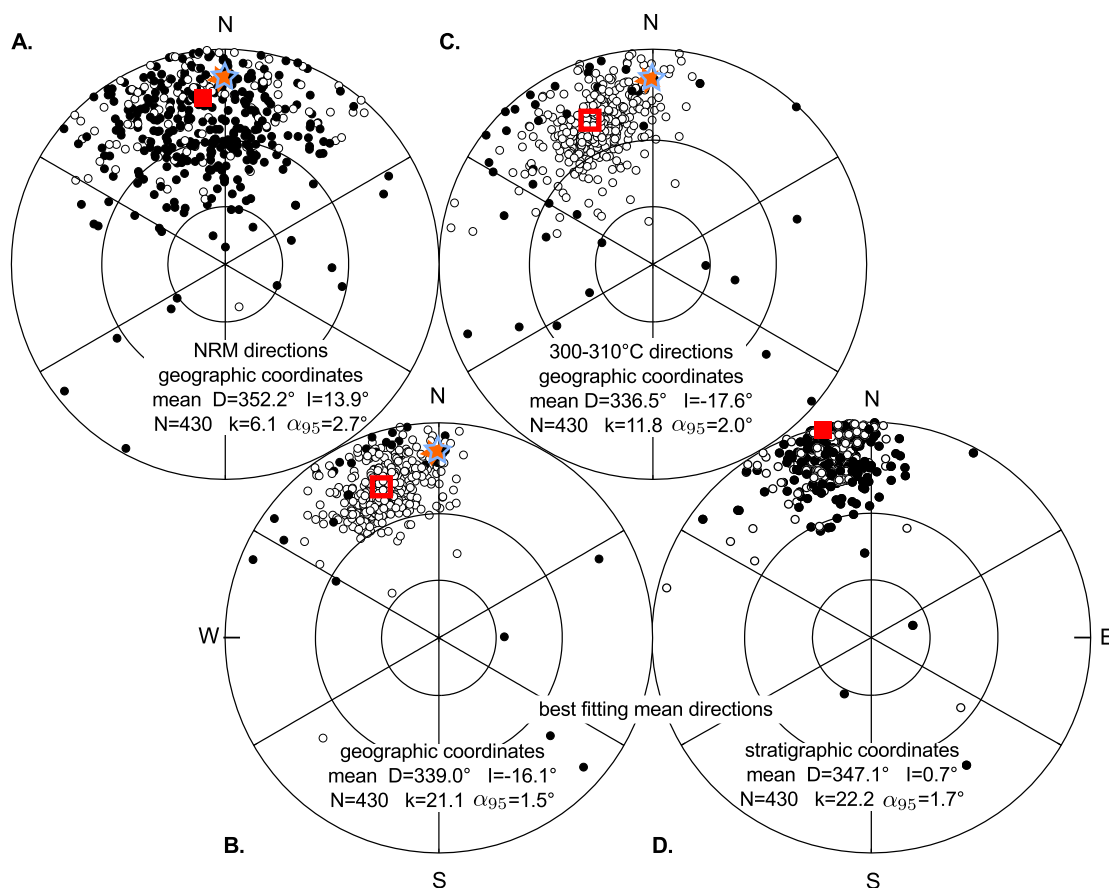 A.
N
NRM directions
geographic coordinates
mean D=352.2° I=13.9°
N=430 k=6.1 α95=2.7°
C.
N
300-310°C directions
geographic coordinates
mean D=336.5° I=-17.6°
N=430 k=11.8 α95=2.0°
N
W
best fitting mean directions
geographic coordinates
mean D=339.0° I=-16.1°
N=430 k=21.1 α95=1.5°
B.
S
N
E
stratigraphic coordinates
mean D=347.1° I=0.7°
N=430 k=22.2 α95=1.7°
D.
S